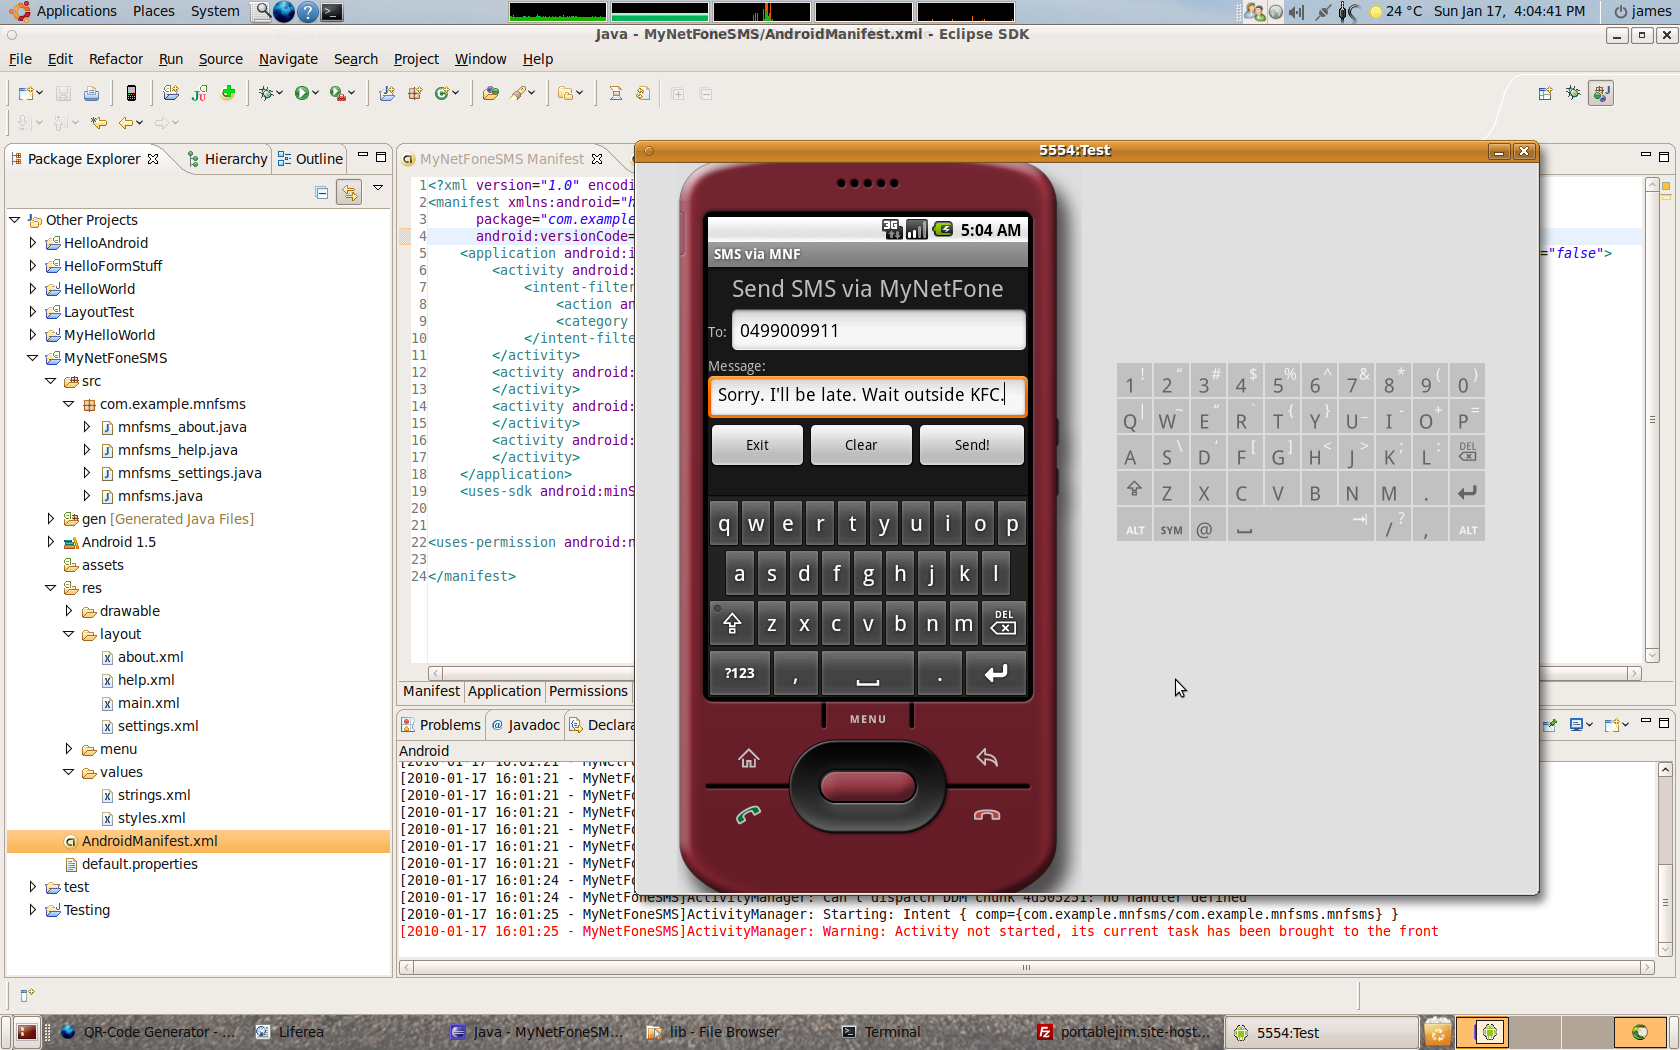 Applications Places System
24 °C Sun Jan 17, 4:04:41 PM james
Java - MyNetFoneSMS/AndroidManifest.xml - Eclipse SDK
File Edit Refactor Run Source Navigate Search Project Window Help
Package Explorer Hierarchy Outline
Other Projects
HelloAndroid
HelloFormStuff
HelloWorld
LayoutTest
MyHelloWorld
MyNetFoneSMS
src
com.example.mnfsms
mnfsms_about.java
mnfsms_help.java
mnfsms_settings.java
mnfsms.java
gen [Generated Java Files]
Android 1.5
assets
res
drawable
layout
about.xml
help.xml
main.xml
settings.xml
menu
values
strings.xml
styles.xml
AndroidManifest.xml
default.properties
test
Testing
MyNetFoneSMS Manifest
1 <?xml version="1.0" encodi
2 <manifest xmlns:android="h
3 package="com.example
4 android:versionCode=
5 <application android:i ="false">
6 <activity android:
7 <intent-filter
8 <action an
9 <category
10 </intent-filte
11 </activity>
12 <activity android:
13 </activity>
14 <activity android:
15 </activity>
16 <activity android:
17 </activity>
18 </application>
19 <uses-sdk android:minS
20
21
22 <uses-permission android:n
23
24 </manifest>
Manifest Application Permissions
Problems @ Javadoc Declara
Android
[2010-01-17 16:01:21 - MyNetFo
[2010-01-17 16:01:21 - MyNetFo
[2010-01-17 16:01:21 - MyNetFo
[2010-01-17 16:01:21 - MyNetFo
[2010-01-17 16:01:21 - MyNetFo
[2010-01-17 16:01:21 - MyNetFo
[2010-01-17 16:01:24 - MyNetFo
[2010-01-17 16:01:24 - MyNetFoneSMS]ActivityManager: Can't dispatch DDM chunk 4d505251: no handler defined
[2010-01-17 16:01:25 - MyNetFoneSMS]ActivityManager: Starting: Intent { comp={com.example.mnfsms/com.example.mnfsms.mnfsms} }
[2010-01-17 16:01:25 - MyNetFoneSMS]ActivityManager: Warning: Activity not started, its current task has been brought to the front
5554:Test
3G 5:04 AM
SMS via MNF
Send SMS via MyNetFone
To: 0499009911
Message:
Sorry. I'll be late. Wait outside KFC.
Exit Clear Send!
q w e r t y u i o p
a s d f g h j k l
z x c v b n m DEL
?123 , .
MENU
1 ! 2 " 3 # 4 $ 5 % 6 ^ 7 & 8 * 9 ( 0 )
Q | W ~ E " R ` T { Y } U _ I - O + P =
A S \ D ' F [ G ] H < J > K ; L : DEL
Z X C V B N M .
ALT SYM @ / ? , ALT
QR-Code Generator - ... Liferea Java - MyNetFoneSM... lib - File Browser Terminal portablejim.site-host... 5554:Test